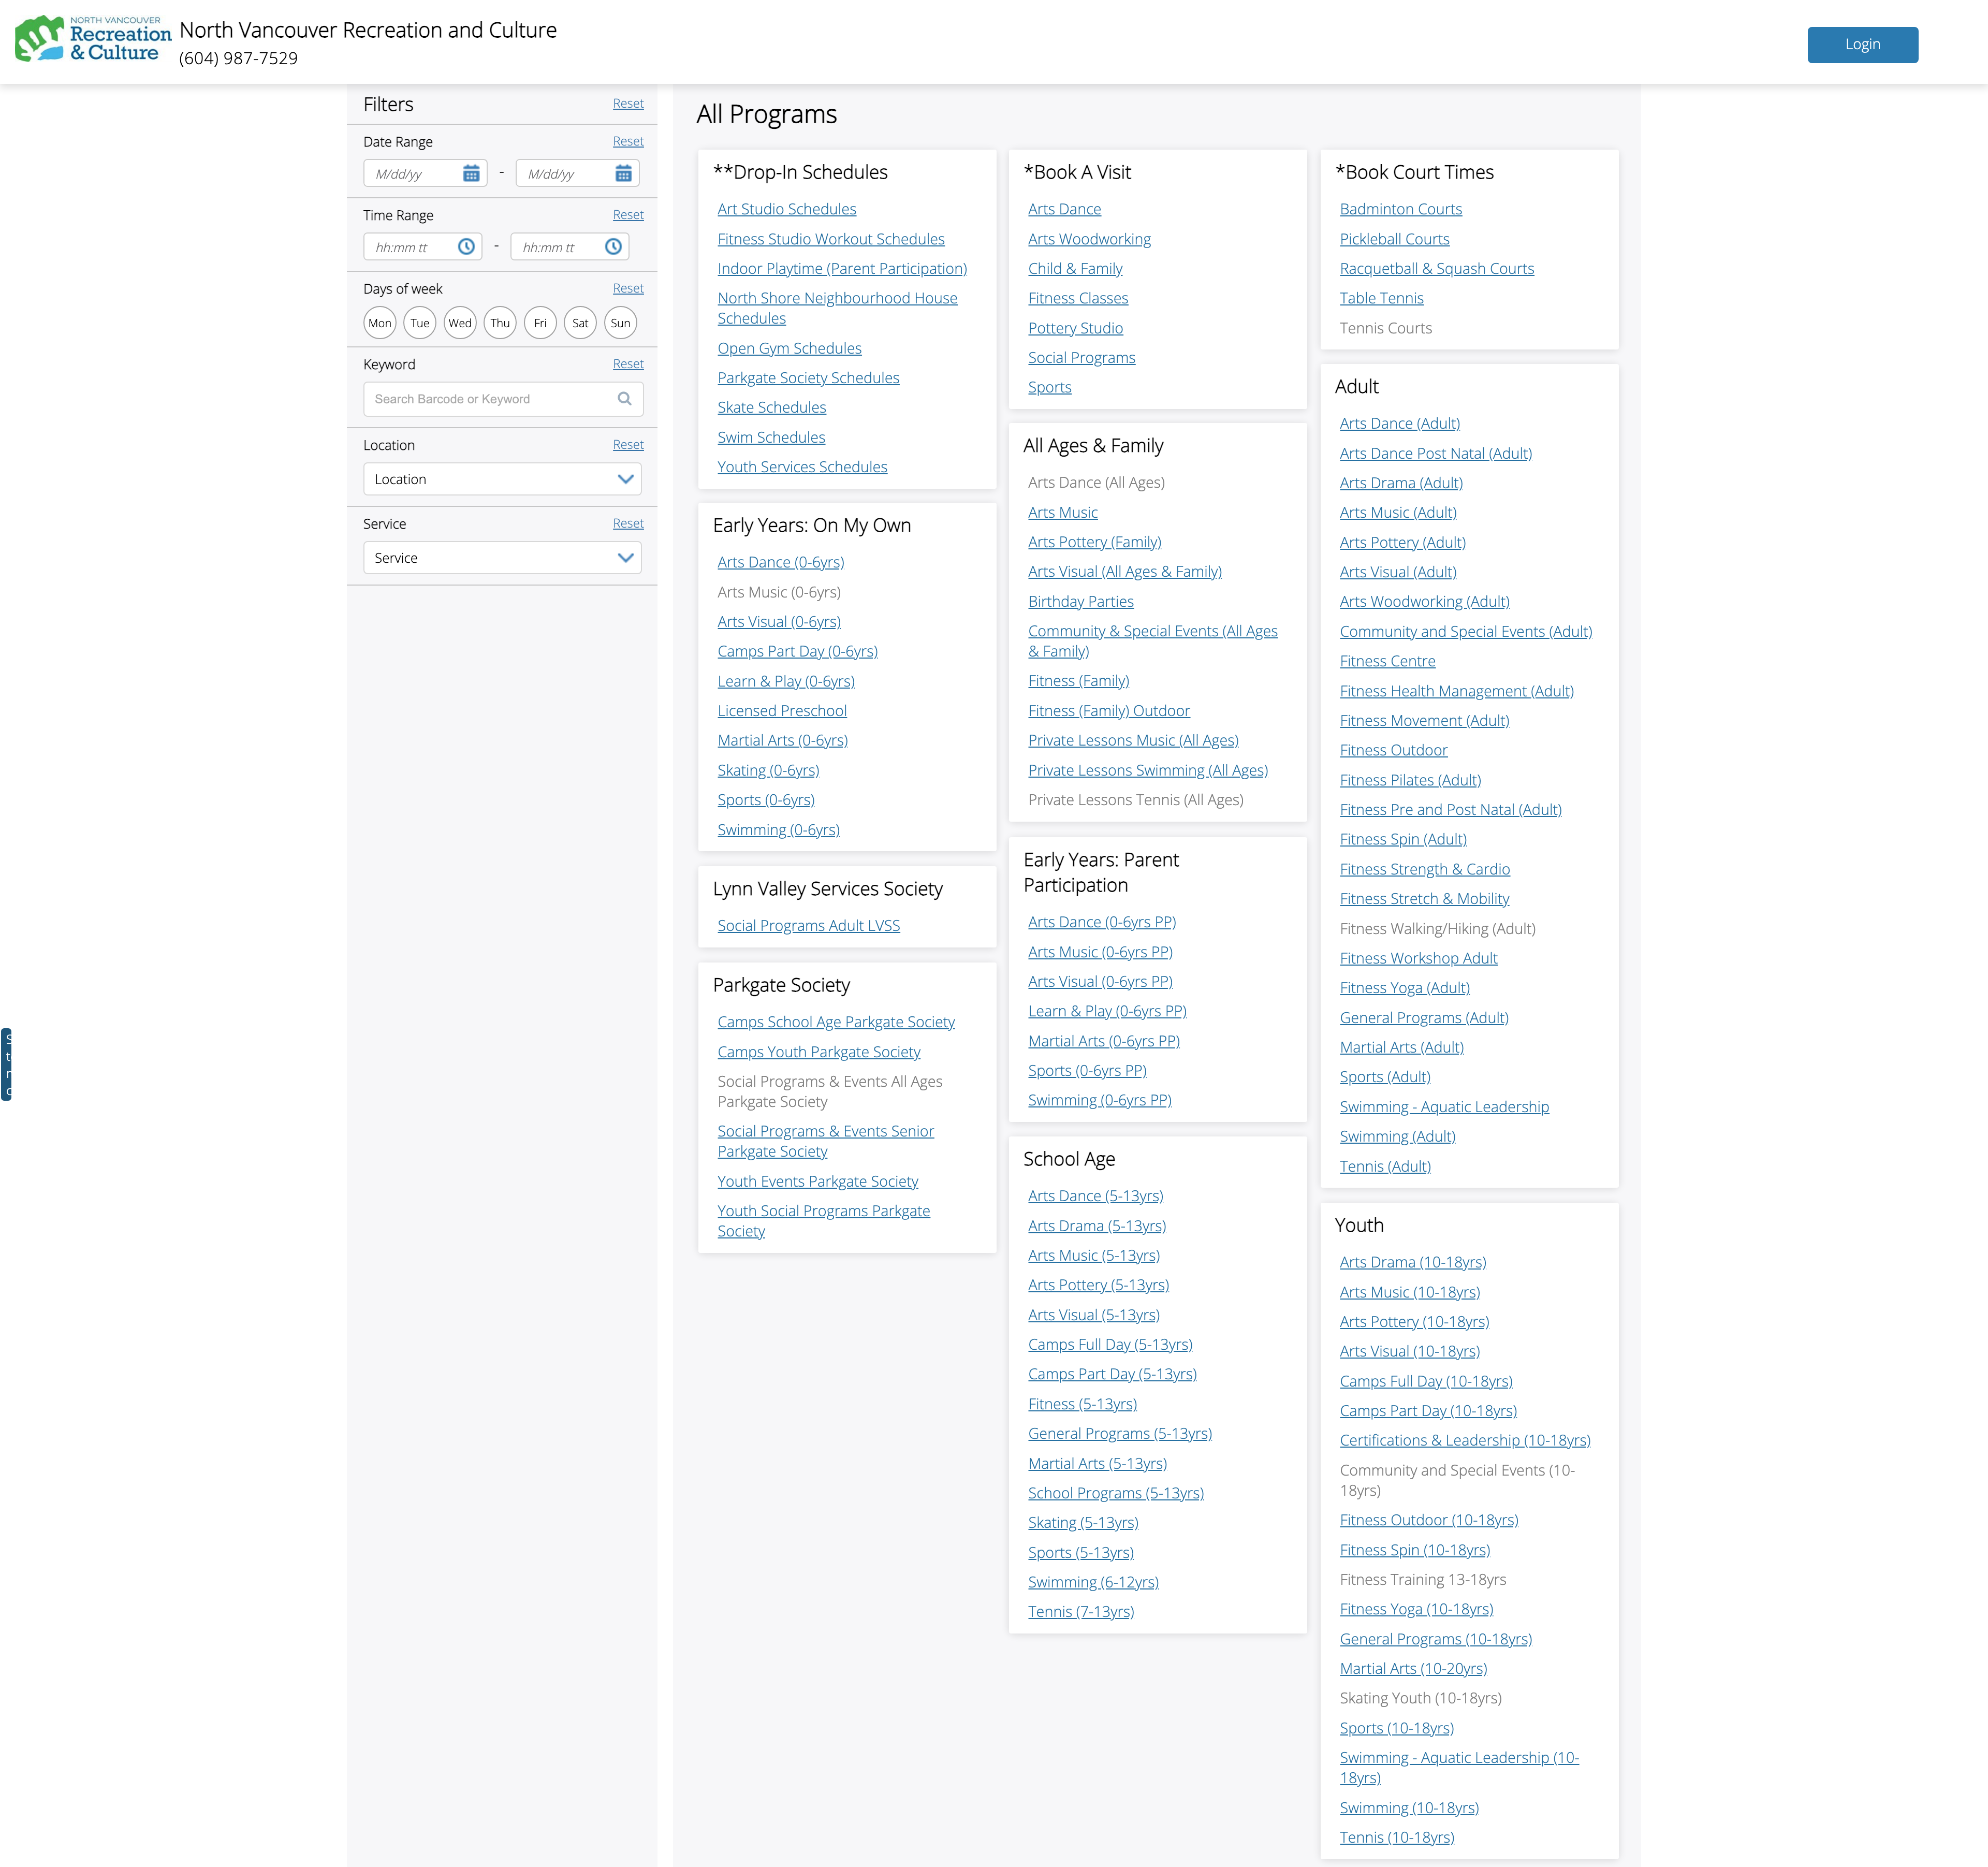 NORTH VANCOUVER
Recreation
& Culture
North Vancouver Recreation and Culture
(604) 987-7529
Login
Filters
Reset
Date Range
Reset
M/dd/yy
-
M/dd/yy
Time Range
Reset
hh:mm tt
-
hh:mm tt
Days of week
Reset
Mon Tue Wed Thu Fri Sat Sun
Keyword
Reset
Search Barcode or Keyword
Location
Reset
Location
Service
Reset
Service
All Programs
**Drop-In Schedules
Art Studio Schedules
Fitness Studio Workout Schedules
Indoor Playtime (Parent Participation)
North Shore Neighbourhood House
Schedules
Open Gym Schedules
Parkgate Society Schedules
Skate Schedules
Swim Schedules
Youth Services Schedules
Early Years: On My Own
Arts Dance (0-6yrs)
Arts Music (0-6yrs)
Arts Visual (0-6yrs)
Camps Part Day (0-6yrs)
Learn & Play (0-6yrs)
Licensed Preschool
Martial Arts (0-6yrs)
Skating (0-6yrs)
Sports (0-6yrs)
Swimming (0-6yrs)
Lynn Valley Services Society
Social Programs Adult LVSS
Parkgate Society
Camps School Age Parkgate Society
Camps Youth Parkgate Society
Social Programs & Events All Ages
Parkgate Society
Social Programs & Events Senior
Parkgate Society
Youth Events Parkgate Society
Youth Social Programs Parkgate
Society
*Book A Visit
Arts Dance
Arts Woodworking
Child & Family
Fitness Classes
Pottery Studio
Social Programs
Sports
All Ages & Family
Arts Dance (All Ages)
Arts Music
Arts Pottery (Family)
Arts Visual (All Ages & Family)
Birthday Parties
Community & Special Events (All Ages
& Family)
Fitness (Family)
Fitness (Family) Outdoor
Private Lessons Music (All Ages)
Private Lessons Swimming (All Ages)
Private Lessons Tennis (All Ages)
Early Years: Parent
Participation
Arts Dance (0-6yrs PP)
Arts Music (0-6yrs PP)
Arts Visual (0-6yrs PP)
Learn & Play (0-6yrs PP)
Martial Arts (0-6yrs PP)
Sports (0-6yrs PP)
Swimming (0-6yrs PP)
School Age
Arts Dance (5-13yrs)
Arts Drama (5-13yrs)
Arts Music (5-13yrs)
Arts Pottery (5-13yrs)
Arts Visual (5-13yrs)
Camps Full Day (5-13yrs)
Camps Part Day (5-13yrs)
Fitness (5-13yrs)
General Programs (5-13yrs)
Martial Arts (5-13yrs)
School Programs (5-13yrs)
Skating (5-13yrs)
Sports (5-13yrs)
Swimming (6-12yrs)
Tennis (7-13yrs)
*Book Court Times
Badminton Courts
Pickleball Courts
Racquetball & Squash Courts
Table Tennis
Tennis Courts
Adult
Arts Dance (Adult)
Arts Dance Post Natal (Adult)
Arts Drama (Adult)
Arts Music (Adult)
Arts Pottery (Adult)
Arts Visual (Adult)
Arts Woodworking (Adult)
Community and Special Events (Adult)
Fitness Centre
Fitness Health Management (Adult)
Fitness Movement (Adult)
Fitness Outdoor
Fitness Pilates (Adult)
Fitness Pre and Post Natal (Adult)
Fitness Spin (Adult)
Fitness Strength & Cardio
Fitness Stretch & Mobility
Fitness Walking/Hiking (Adult)
Fitness Workshop Adult
Fitness Yoga (Adult)
General Programs (Adult)
Martial Arts (Adult)
Sports (Adult)
Swimming - Aquatic Leadership
Swimming (Adult)
Tennis (Adult)
Youth
Arts Drama (10-18yrs)
Arts Music (10-18yrs)
Arts Pottery (10-18yrs)
Arts Visual (10-18yrs)
Camps Full Day (10-18yrs)
Camps Part Day (10-18yrs)
Certifications & Leadership (10-18yrs)
Community and Special Events (10-
18yrs)
Fitness Outdoor (10-18yrs)
Fitness Spin (10-18yrs)
Fitness Training 13-18yrs
Fitness Yoga (10-18yrs)
General Programs (10-18yrs)
Martial Arts (10-20yrs)
Skating Youth (10-18yrs)
Sports (10-18yrs)
Swimming - Aquatic Leadership (10-
18yrs)
Swimming (10-18yrs)
Tennis (10-18yrs)